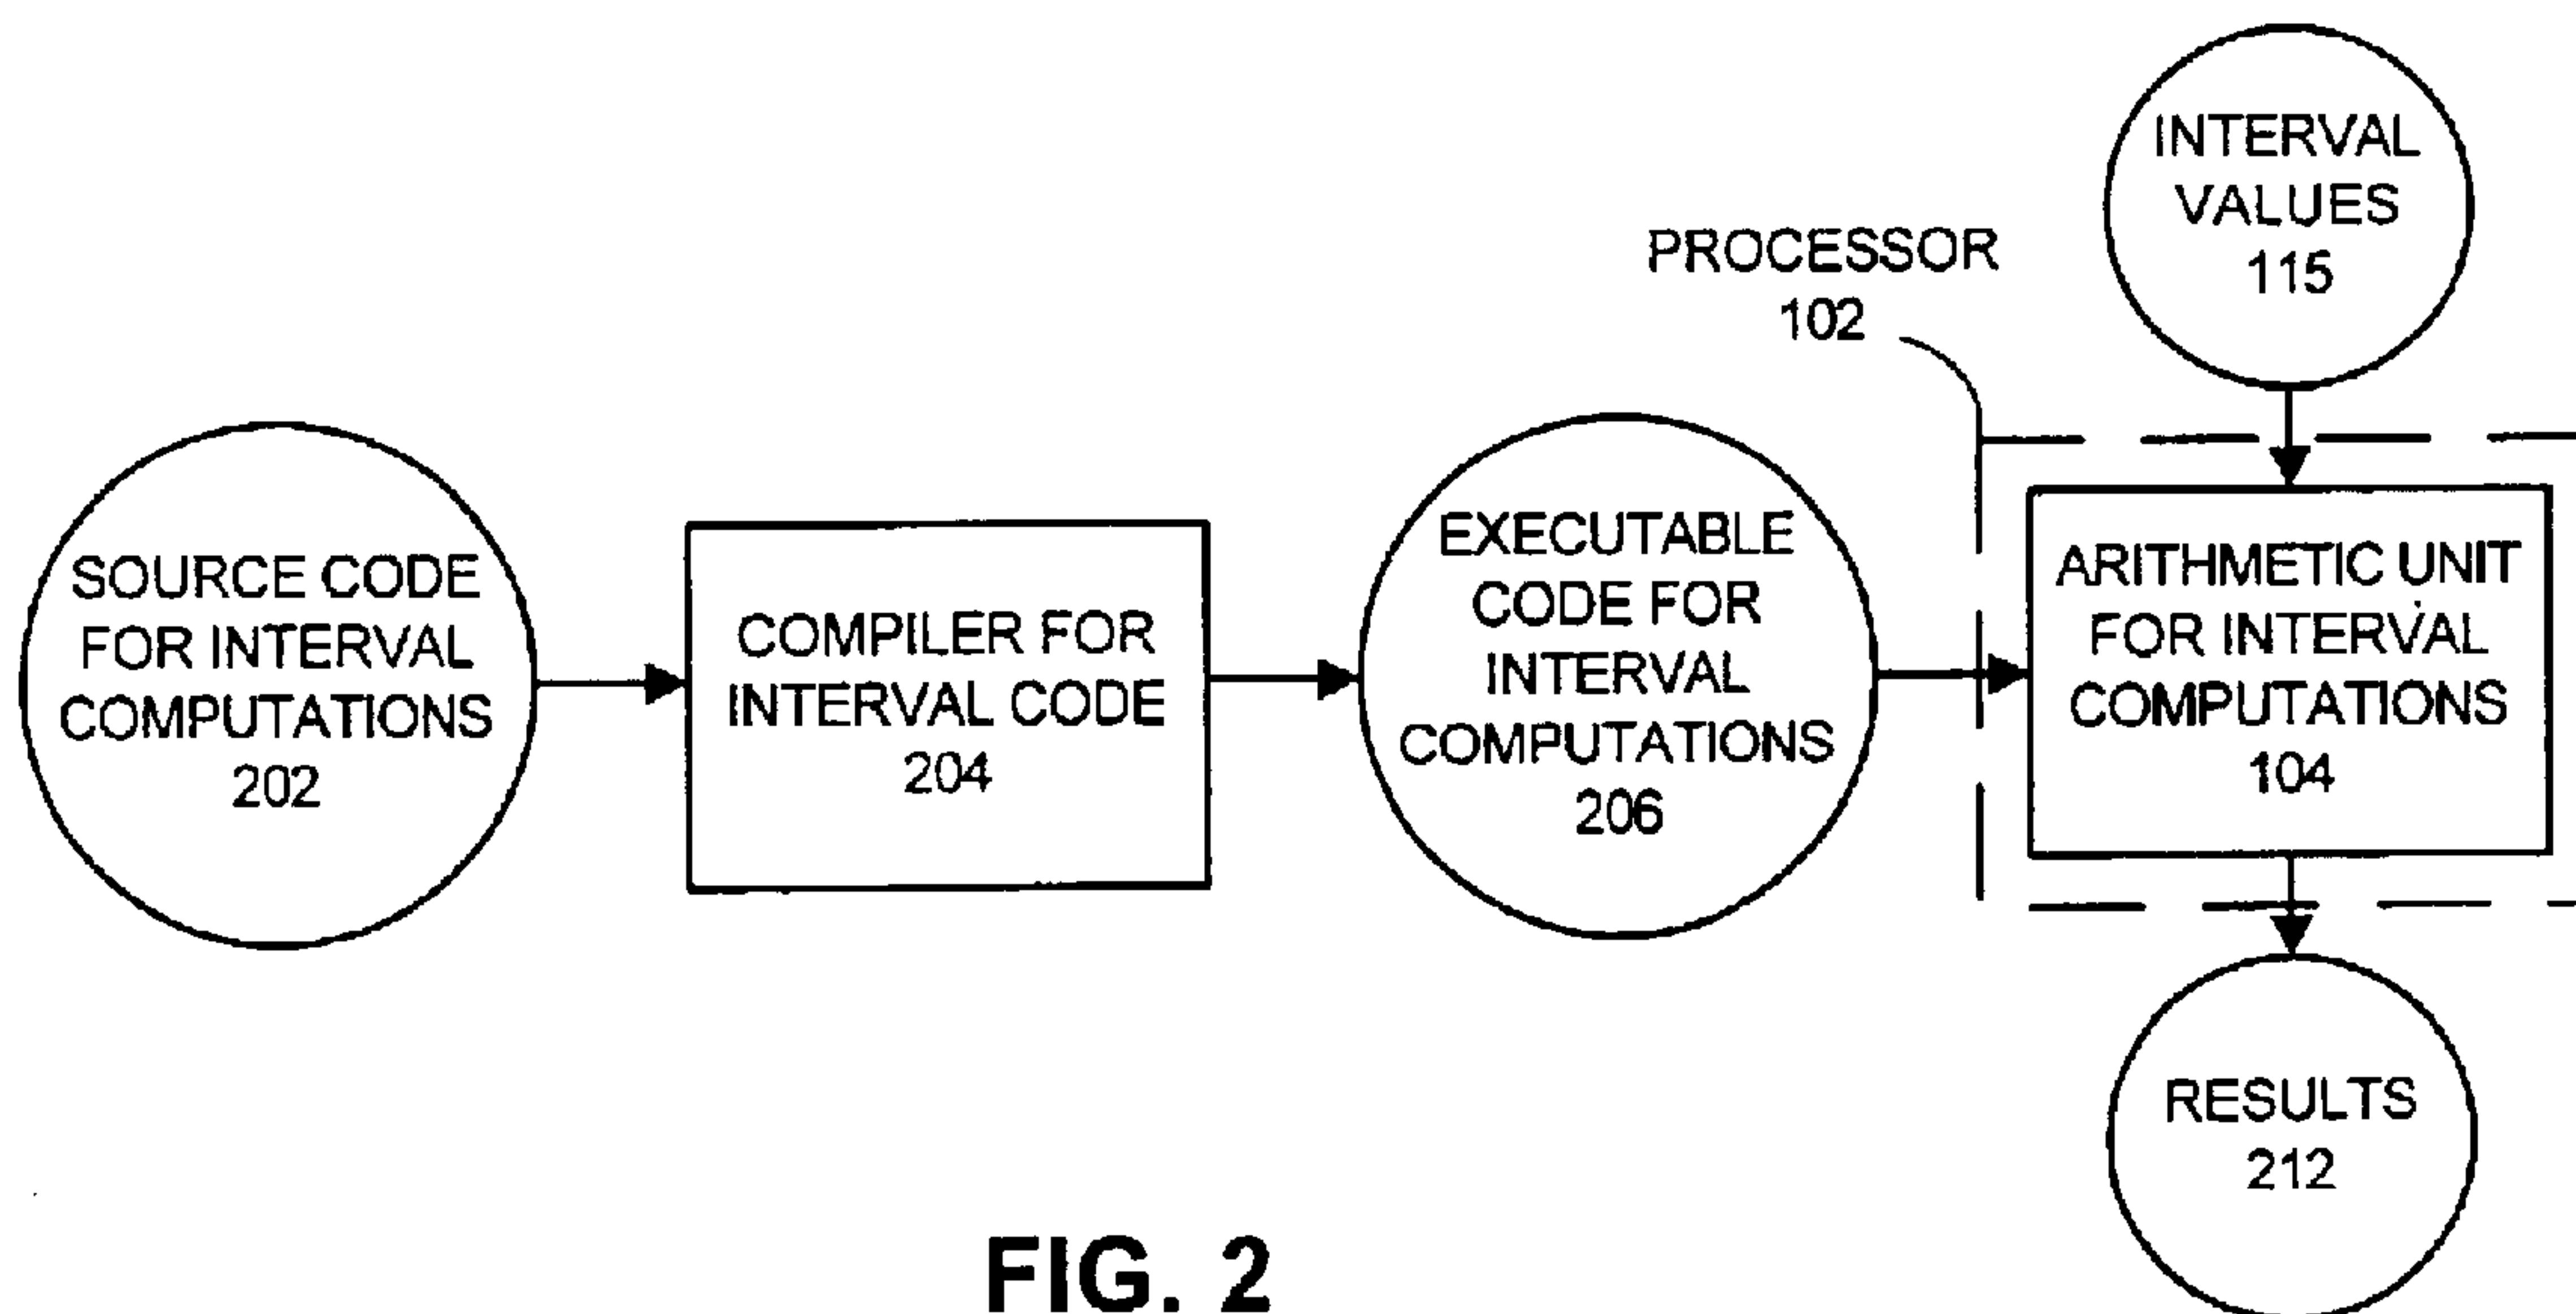 INTERVAL
VALUES
115
PROCESSOR
102
SOURCE CODE
FOR INTERVAL
COMPUTATIONS
202
COMPILER FOR
INTERVAL CODE
204
EXECUTABLE
CODE FOR
INTERVAL
COMPUTATIONS
206
ARITHMETIC UNIT
FOR INTERVAL
COMPUTATIONS
104
RESULTS
212
FIG. 2